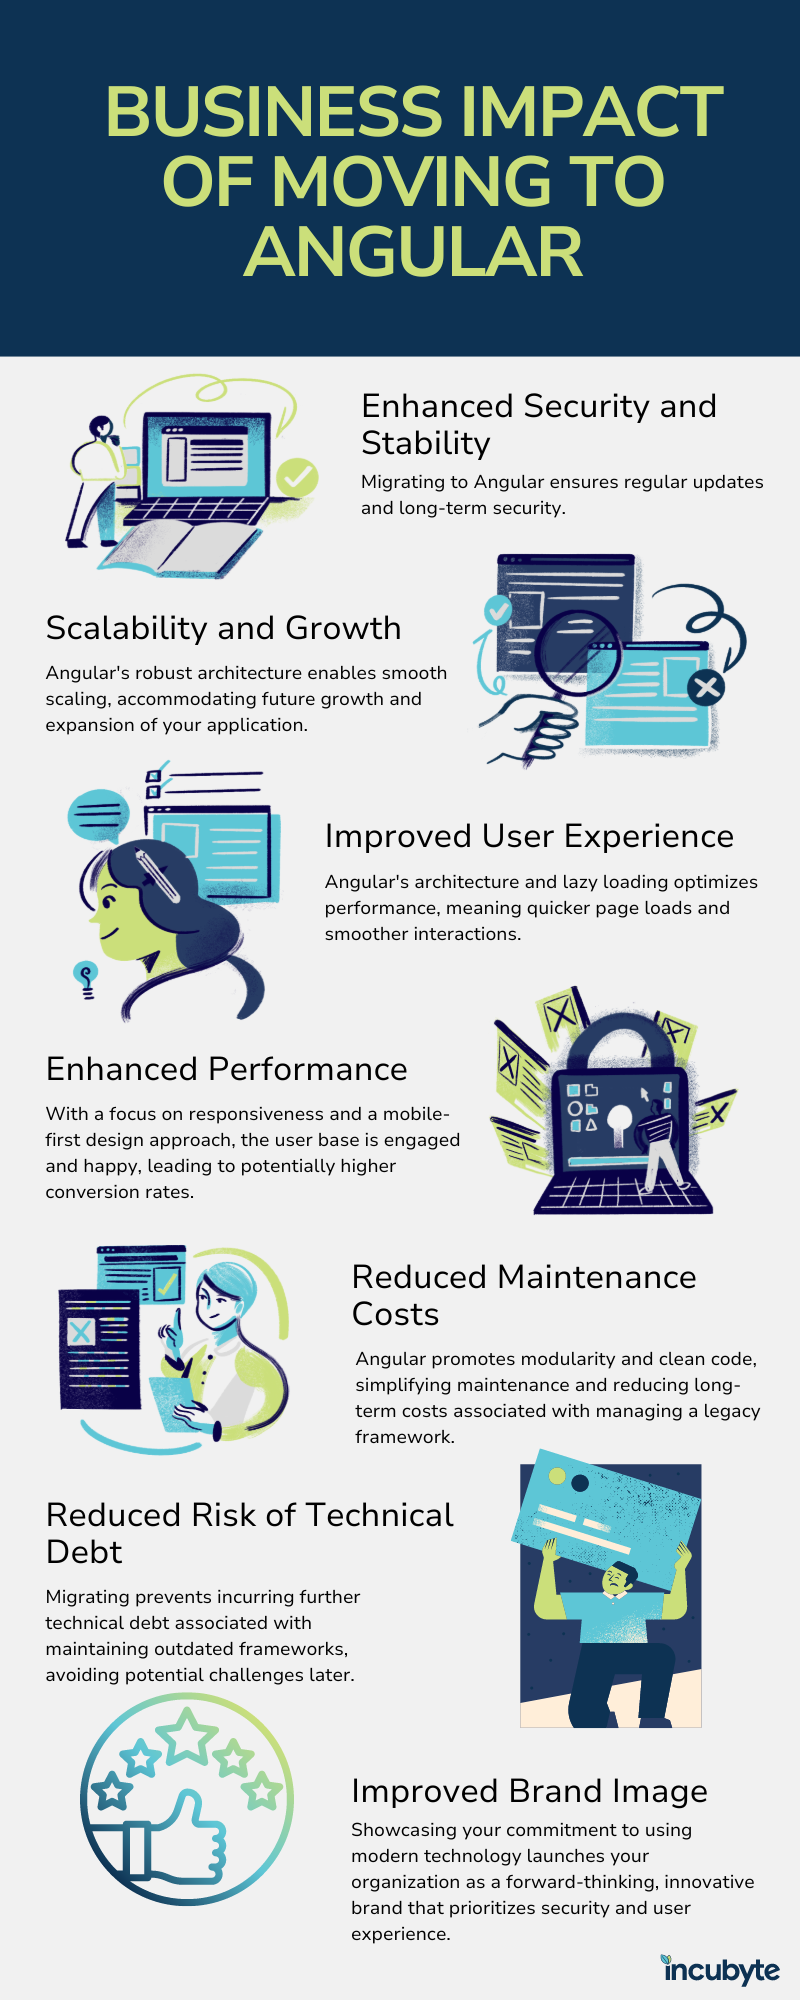 BUSINESS IMPACT
OF MOVING TO
ANGULAR
Enhanced Security and
Stability
Migrating to Angular ensures regular updates
and long-term security.
Scalability and Growth
Angular's robust architecture enables smooth
scaling, accommodating future growth and
expansion of your application.
Improved User Experience
Angular's architecture and lazy loading optimizes
performance, meaning quicker page loads and
smoother interactions.
Enhanced Performance
With a focus on responsiveness and a mobile-
first design approach, the user base is engaged
and happy, leading to potentially higher
conversion rates.
Reduced Maintenance
Costs
Angular promotes modularity and clean code,
simplifying maintenance and reducing long-
term costs associated with managing a legacy
framework.
Reduced Risk of Technical
Debt
Migrating prevents incurring further
technical debt associated with
maintaining outdated frameworks,
avoiding potential challenges later.
Improved Brand Image
Showcasing your commitment to using
modern technology launches your
organization as a forward-thinking, innovative
brand that prioritizes security and user
experience.
incubyte